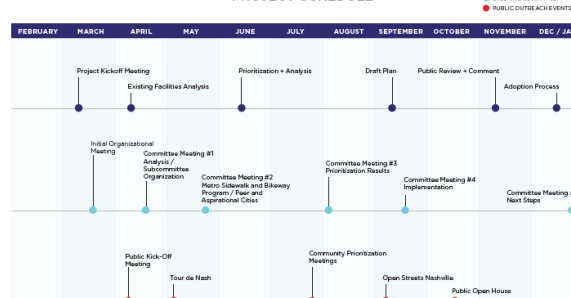 PUBLIC OUTREACH EVENTS
FEBRUARY MARCH APRIL MAY JUNE JULY AUGUST SEPTEMBER OCTOBER NOVEMBER DEC / JA
Project Kickoff Meeting
Existing Facilities Analysis
Prioritization + Analysis
Draft Plan
Public Review + Comment
Adoption Process
Initial Organizational
Meeting
Committee Meeting #1
Analysis /
Subcommittee
Organization
Committee Meeting #2
Metro Sidewalk and Bikeway
Program / Peer and
Aspirational Cities
Committee Meeting #3
Prioritization Results
Committee Meeting #4
Implementation
Committee Meeting
Next Steps
Public Kick-Off
Meeting
Tour de Nash
Community Prioritization
Meetings
Open Streets Nashville
Public Open House